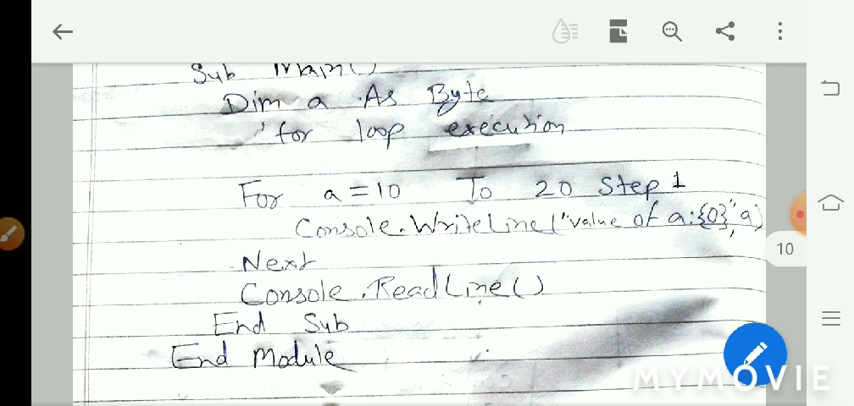 Sub Main()
Dim a As Byte
' for loop execution
For a = 10 To 20 Step 1
Console.WriteLine("value of a:{0}", a)
Next
Console.ReadLine()
End Sub
End Module
10
MYMOVIE